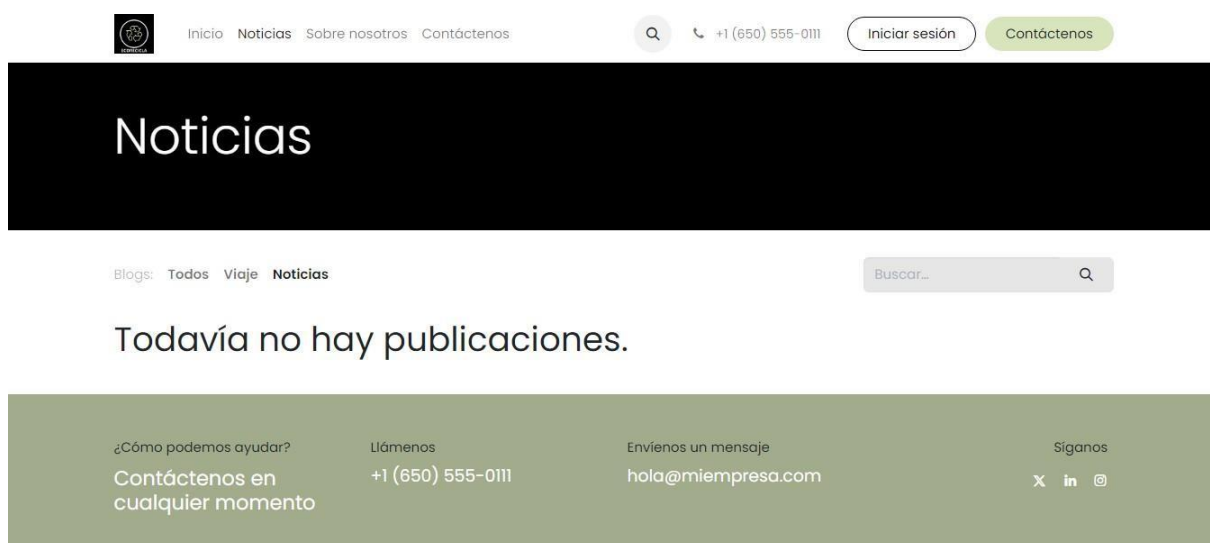 ECORECICLA
Inicio Noticias Sobre nosotros Contáctenos +1 (650) 555-0111 Iniciar sesión Contáctenos
Noticias
Blogs: Todos Viaje Noticias Buscar...
Todavía no hay publicaciones.
¿Cómo podemos ayudar? Llámenos Envíenos un mensaje Síganos
Contáctenos en +1 (650) 555-0111 hola@miempresa.com X in
cualquier momento